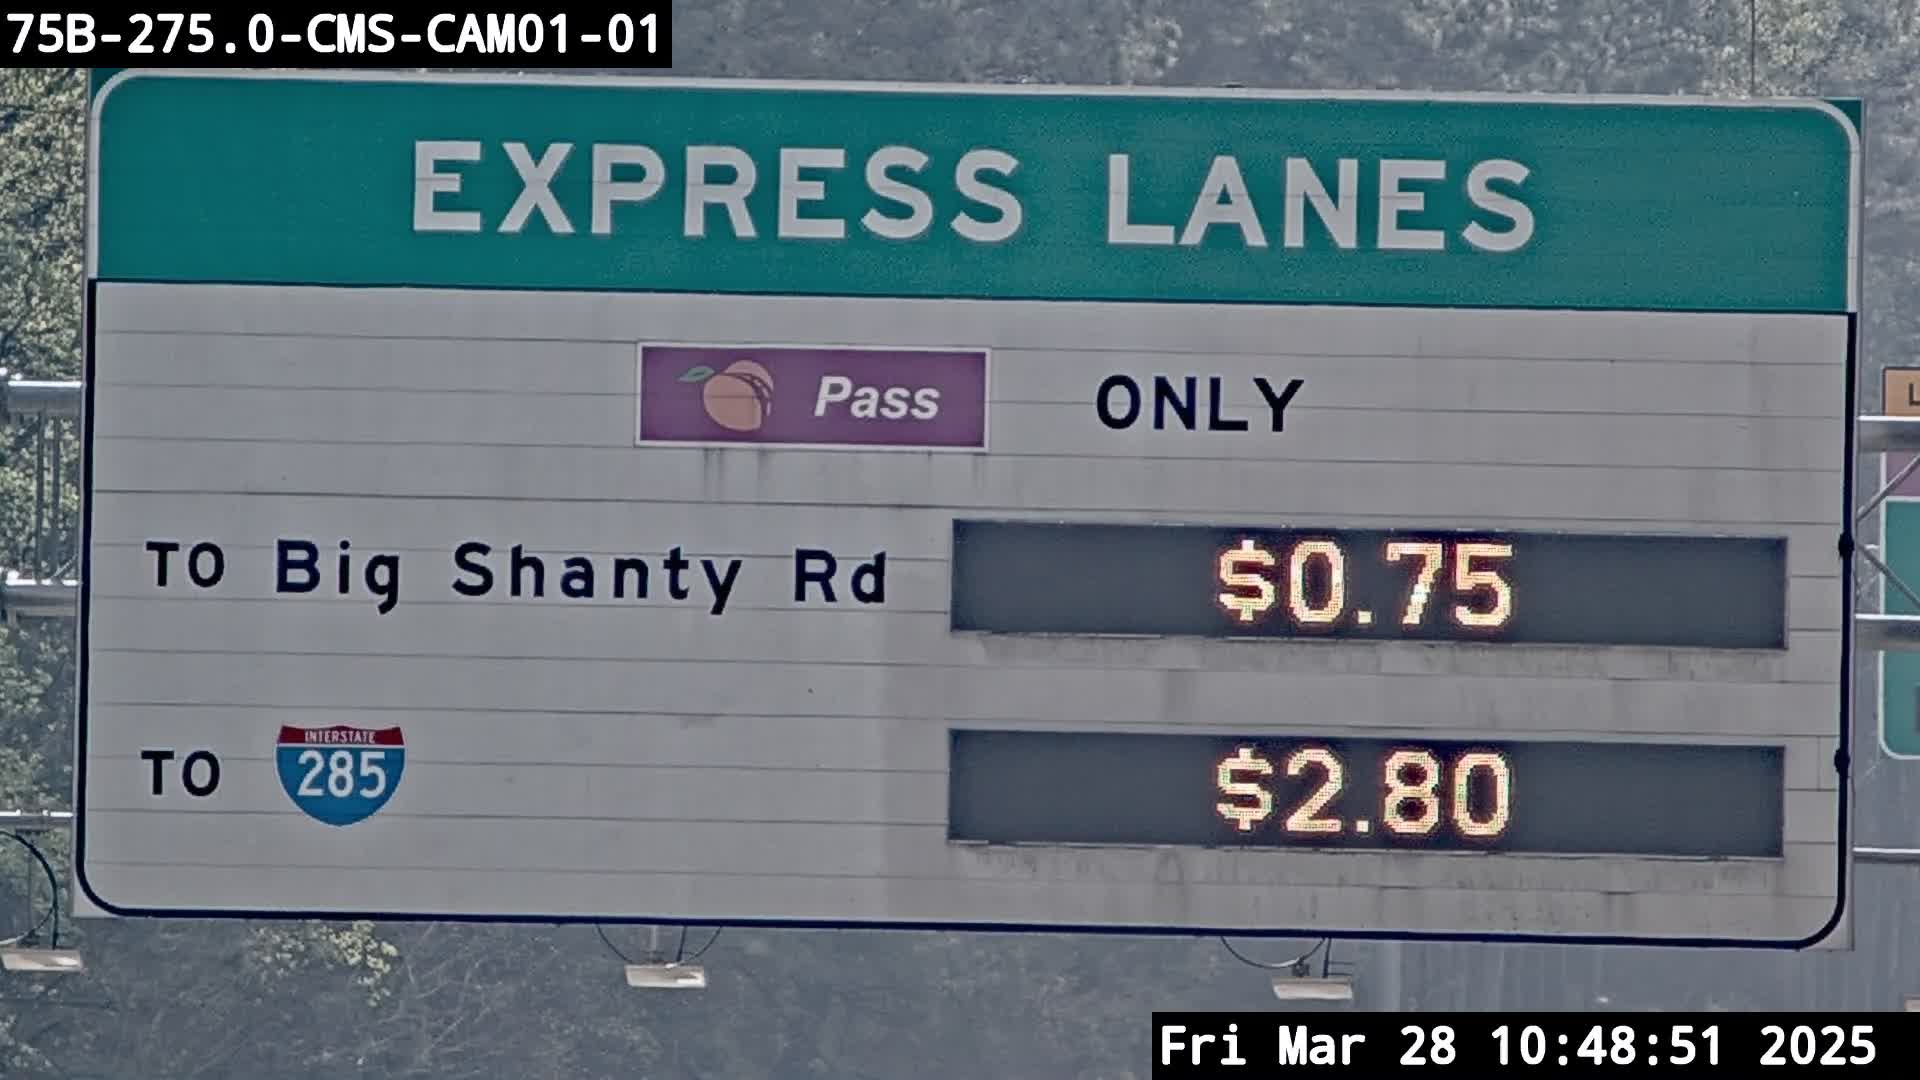 75B-275.0-CMS-CAM01-01
EXPRESS LANES
Pass ONLY
TO Big Shanty Rd $0.75
INTERSTATE
TO 285 $2.80
Fri Mar 28 10:48:51 2025